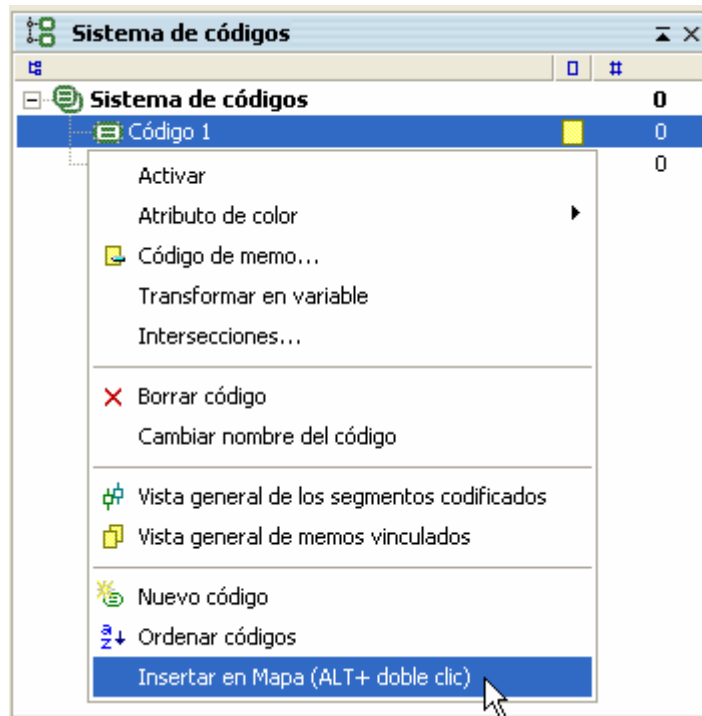 Sistema de códigos
#
Sistema de códigos 0
Código 1 0
0
Activar
Atributo de color
Código de memo...
Transformar en variable
Intersecciones...
Borrar código
Cambiar nombre del código
Vista general de los segmentos codificados
Vista general de memos vinculados
Nuevo código
Ordenar códigos
Insertar en Mapa (ALT+ doble clic)